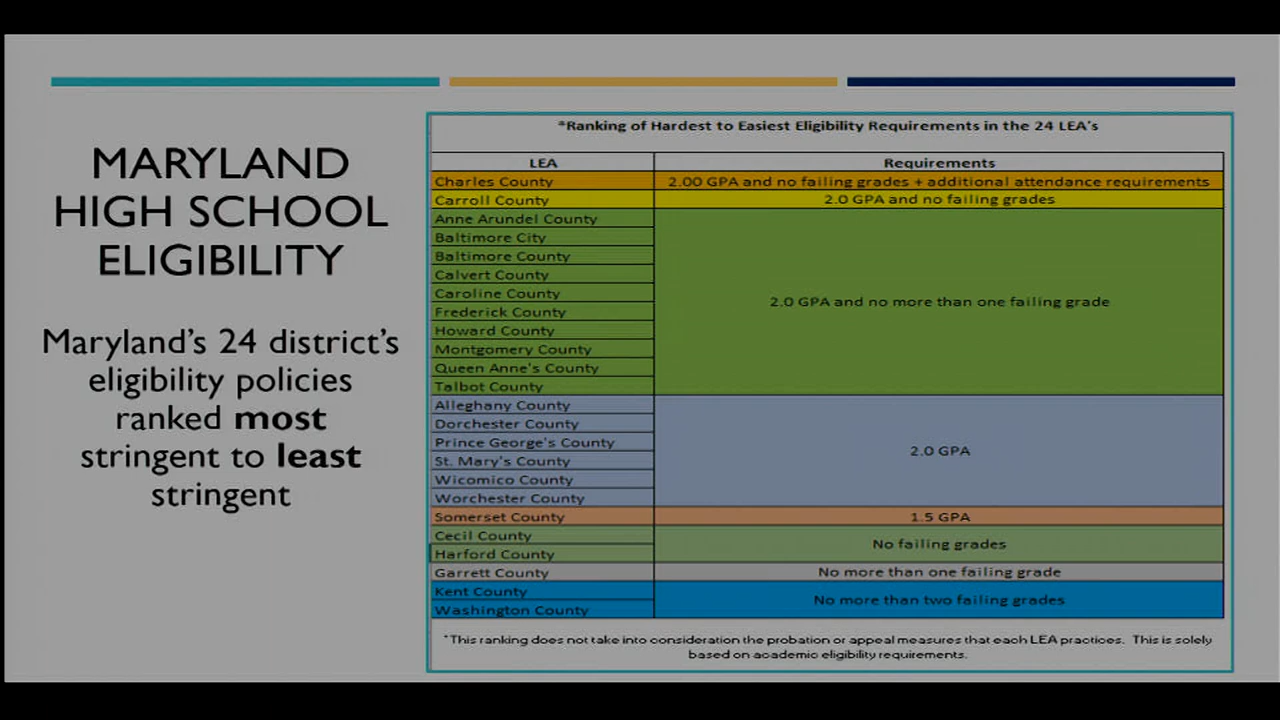 MARYLAND
HIGH SCHOOL
ELIGIBILITY
Maryland's 24 district's
eligibility policies
ranked most
stringent to least
stringent
*Ranking of Hardest to Easiest Eligibility Requirements in the 24 LEA's
LEA Requirements
Charles County 2.00 GPA and no failing grades + additional attendance requirements
Carroll County 2.0 GPA and no failing grades
Anne Arundel County
Baltimore City
Baltimore County
Calvert County
Caroline County
2.0 GPA and no more than one failing grade
Frederick County
Howard County
Montgomery County
Queen Anne's County
Talbot County
Alleghany County
Dorchester County
Prince George's County
2.0 GPA
St. Mary's County
Wicomico County
Worchester County
Somerset County 1.5 GPA
Cecil County
No failing grades
Harford County
Garrett County No more than one failing grade
Kent County
No more than two failing grades
Washington County
*This ranking does not take into consideration the probation or appeal measures that each LEA practices. This is solely
based on academic eligibility requirements.